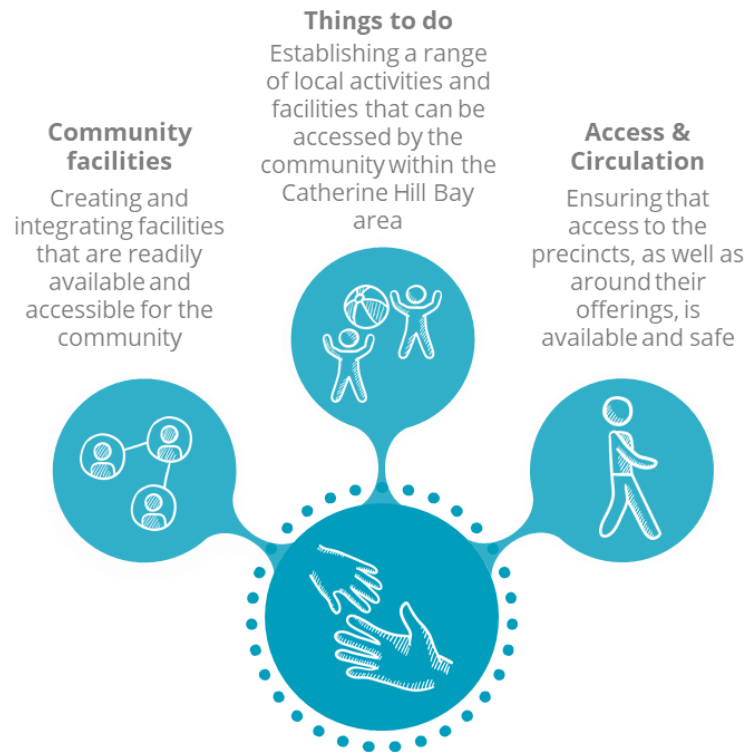 Things to do
Establishing a range
of local activities and
facilities that can be
accessed by the
community within the
Catherine Hill Bay
area
Community
facilities
Creating and
integrating facilities
that are readily
available and
accessible for the
community
Access &
Circulation
Ensuring that
access to the
precincts, as well as
around their
offerings, is
available and safe